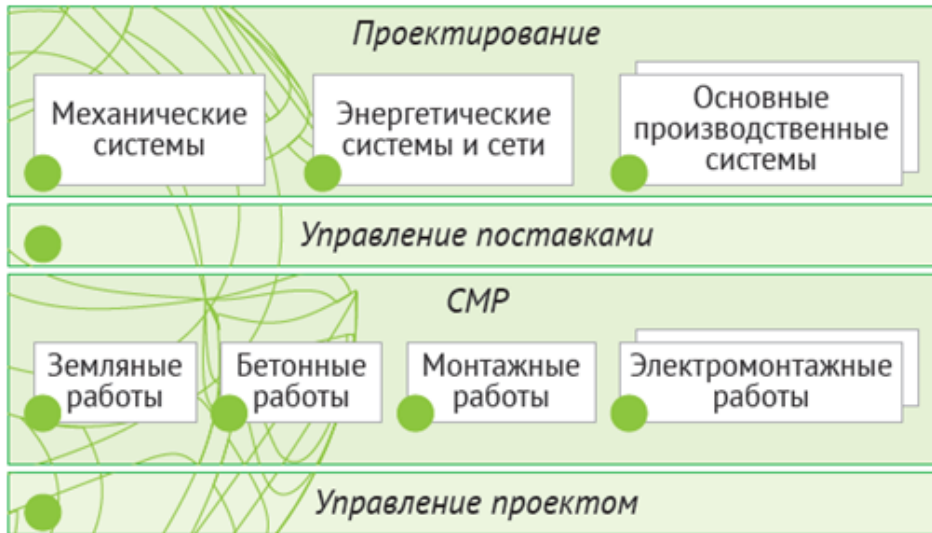 Проектирование
Механические
системы
Энергетические
системы и сети
Основные
производственные
системы
Управление поставками
СМР
Земляные
работы
Бетонные
работы
Монтажные
работы
Электромонтажные
работы
Управление проектом